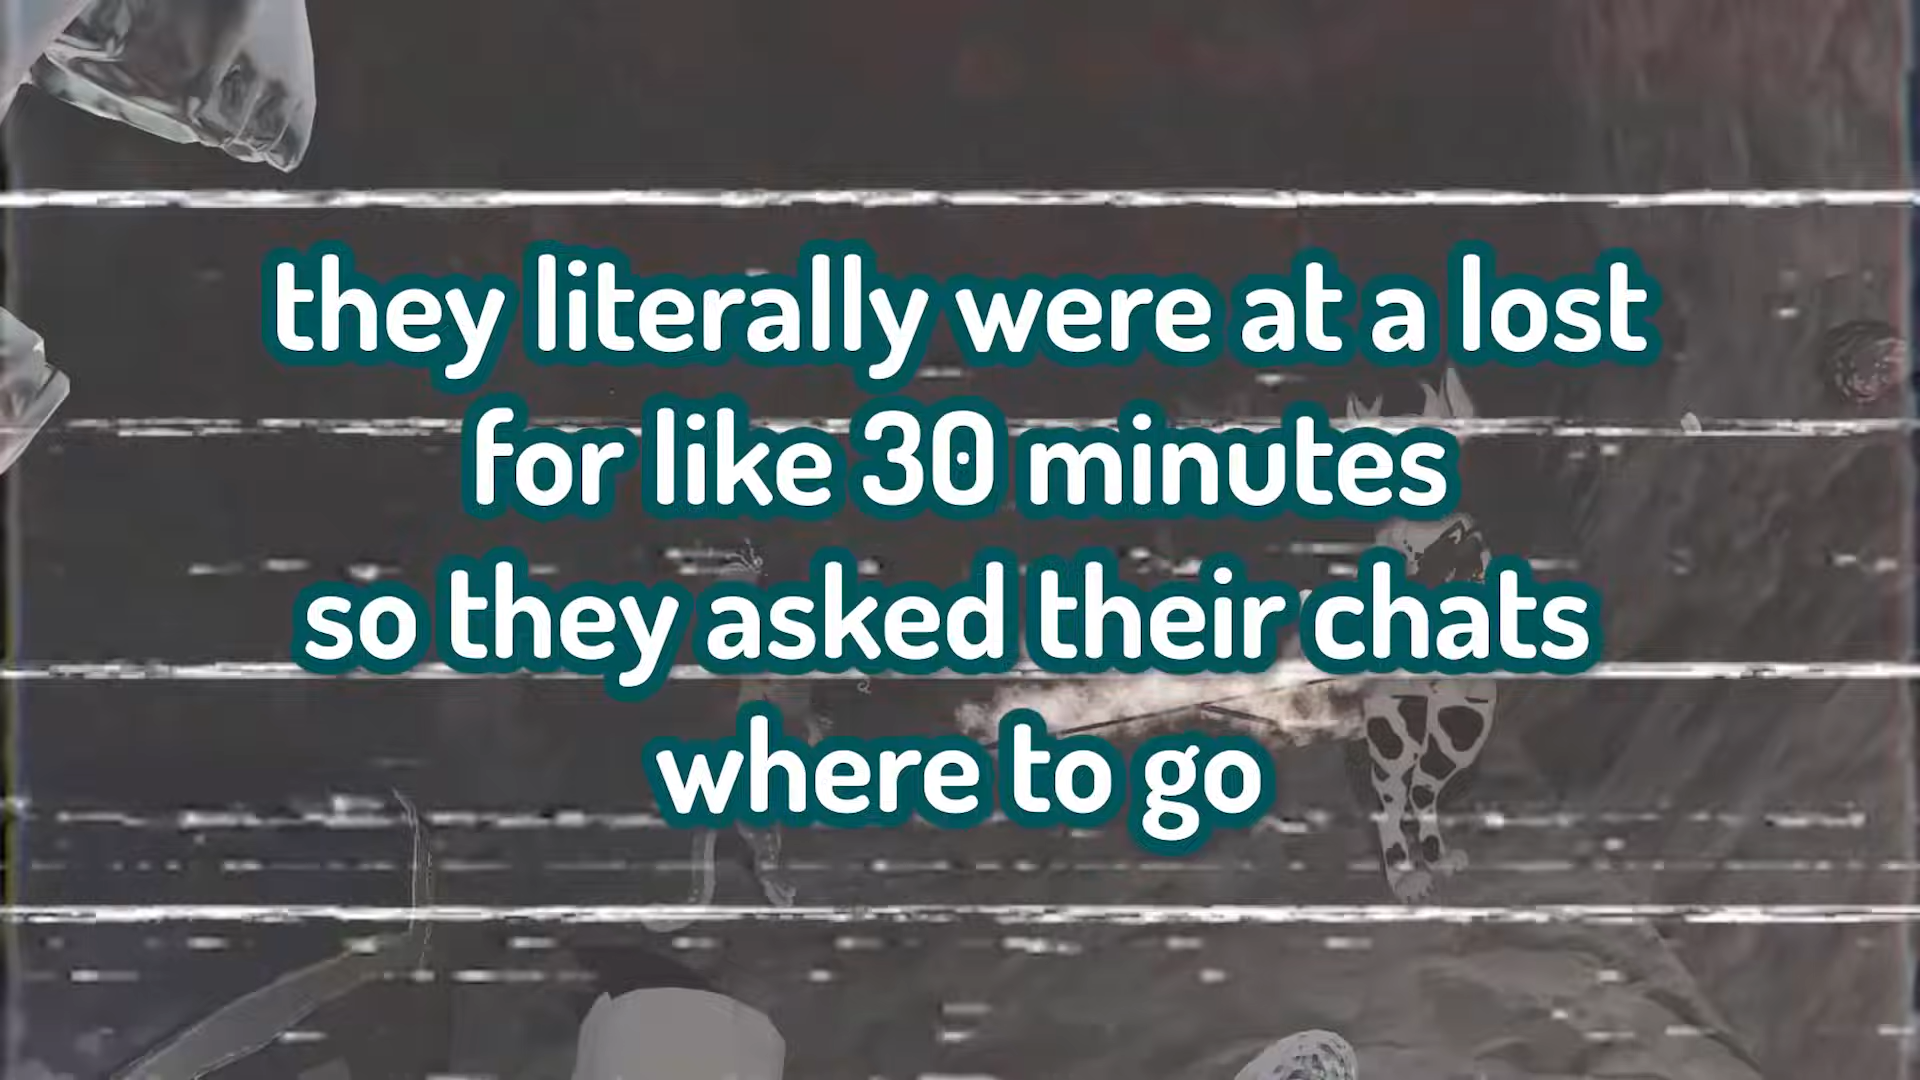 they literally were at a lost
for like 30 minutes
so they asked their chats
where to go